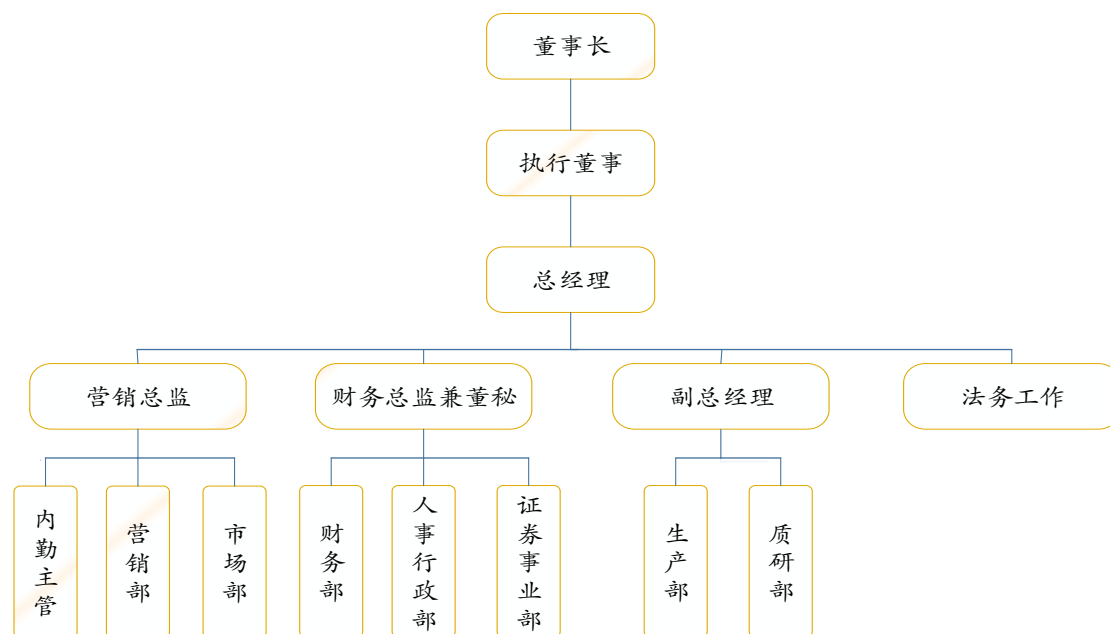 董事长
执行董事
总经理
营销总监
财务总监兼董秘
副总经理
法务工作
内勤主管
营销部
市场部
财务部
人事行政部
证券事业部
生产部
质研部